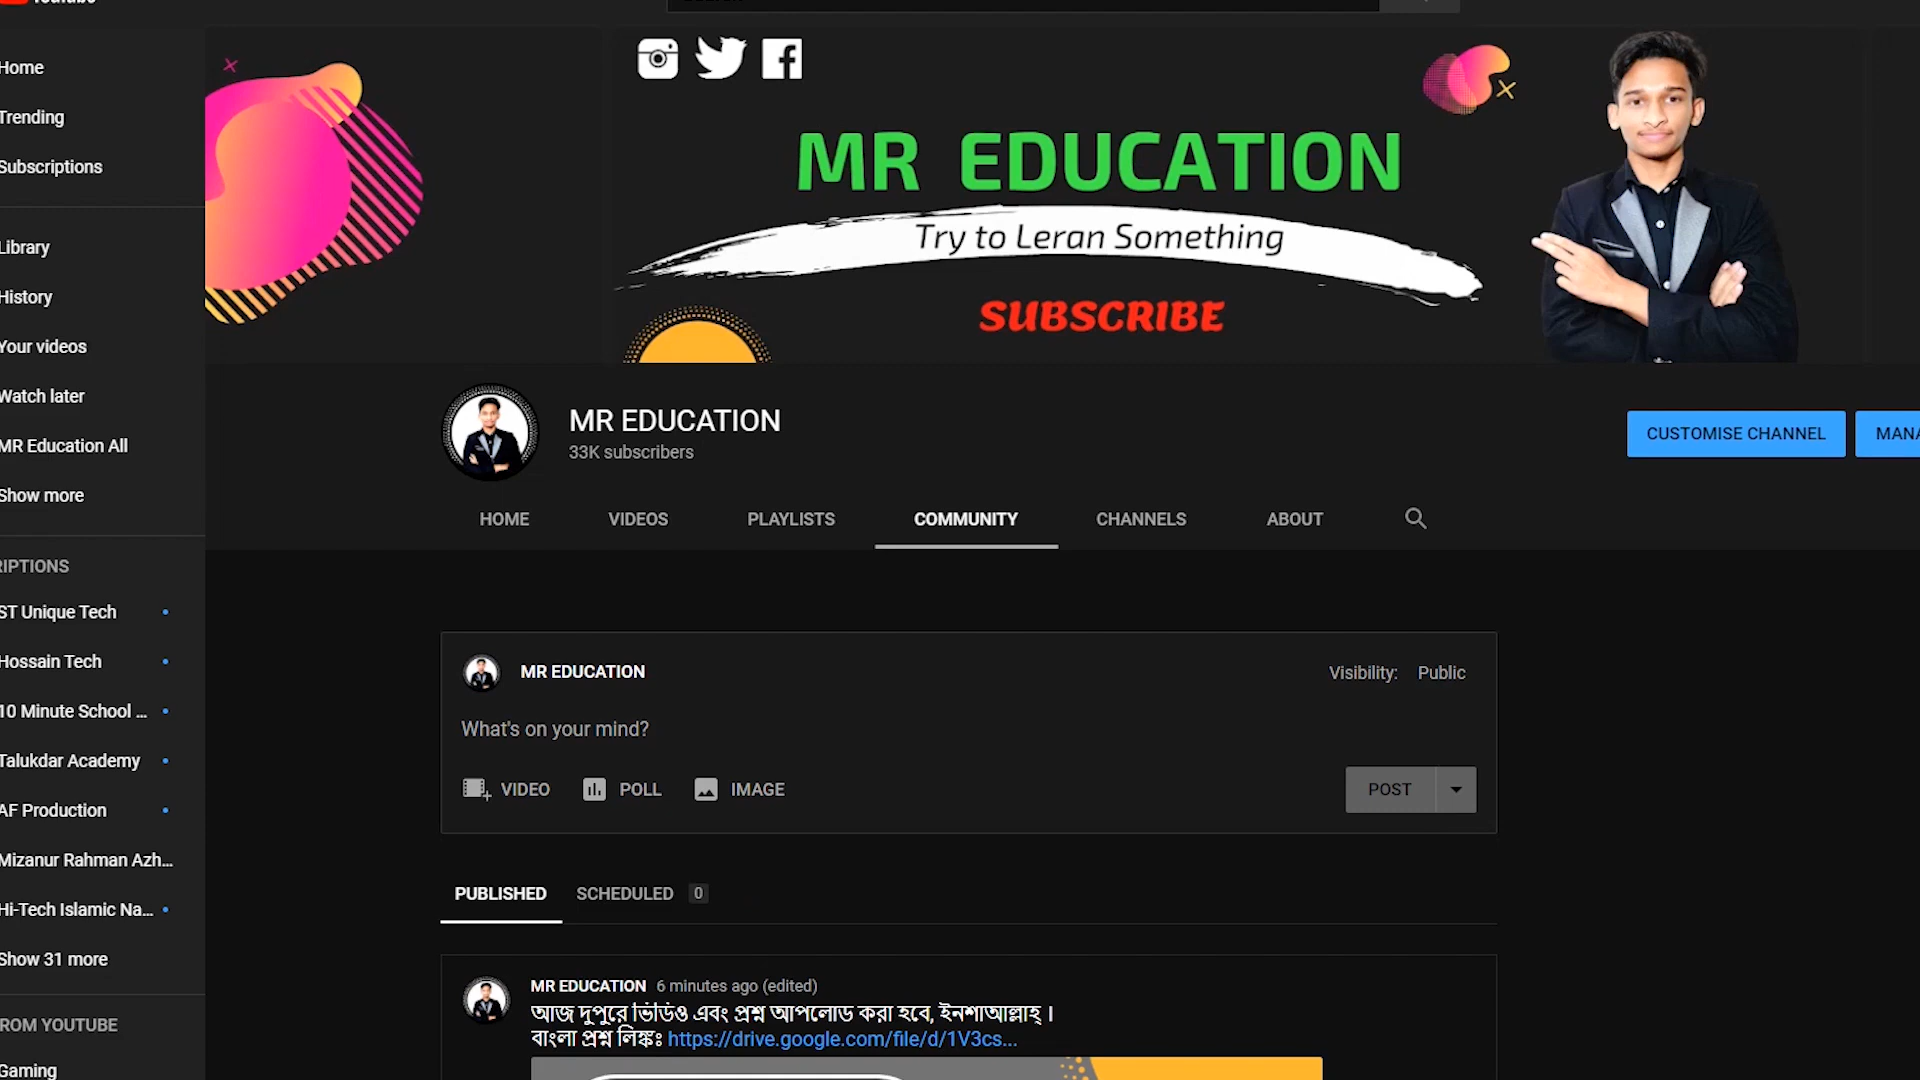 Home
Trending
Subscriptions
Library
History
Your videos
Watch later
MR Education All
Show more
MR EDUCATION
Try to Leran Something
SUBSCRIBE
MR EDUCATION
33K subscribers
CUSTOMISE CHANNEL
HOME VIDEOS PLAYLISTS COMMUNITY CHANNELS ABOUT
ST Unique Tech
Hossain Tech
10 Minute School ...
Talukdar Academy
AF Production
Mizanur Rahman Azh...
Hi-Tech Islamic Na...
Show 31 more
FROM YOUTUBE
Gaming
MR EDUCATION
Visibility: Public
What's on your mind?
VIDEO POLL IMAGE
POST
PUBLISHED SCHEDULED 0
MR EDUCATION 6 minutes ago (edited)
আজ দুপুরে ভিডিও এবং প্রশ্ন আপলোড করা হবে, ইনশাআল্লাহ্।
বাংলা প্রশ্ন লিঙ্কঃ https://drive.google.com/file/d/1V3cs...